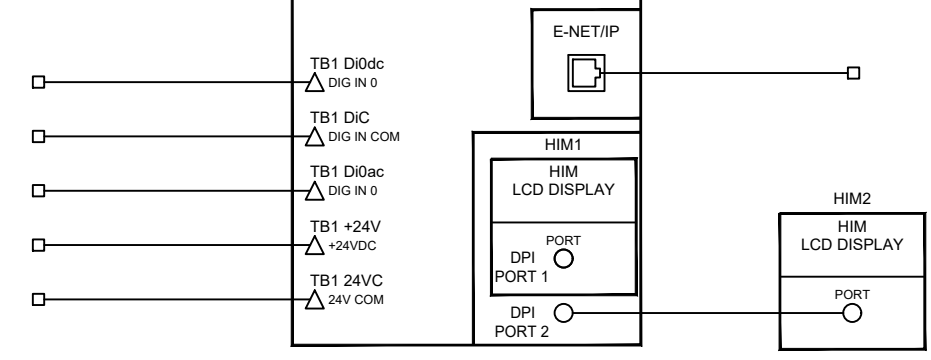 E-NET/IP
TB1 Di0dc
DIG IN 0
TB1 DiC
DIG IN COM
TB1 Di0ac
DIG IN 0
TB1 +24V
+24VDC
TB1 24VC
24V COM
HIM1
HIM
LCD DISPLAY
PORT
DPI
PORT 1
DPI
PORT 2
HIM2
HIM
LCD DISPLAY
PORT